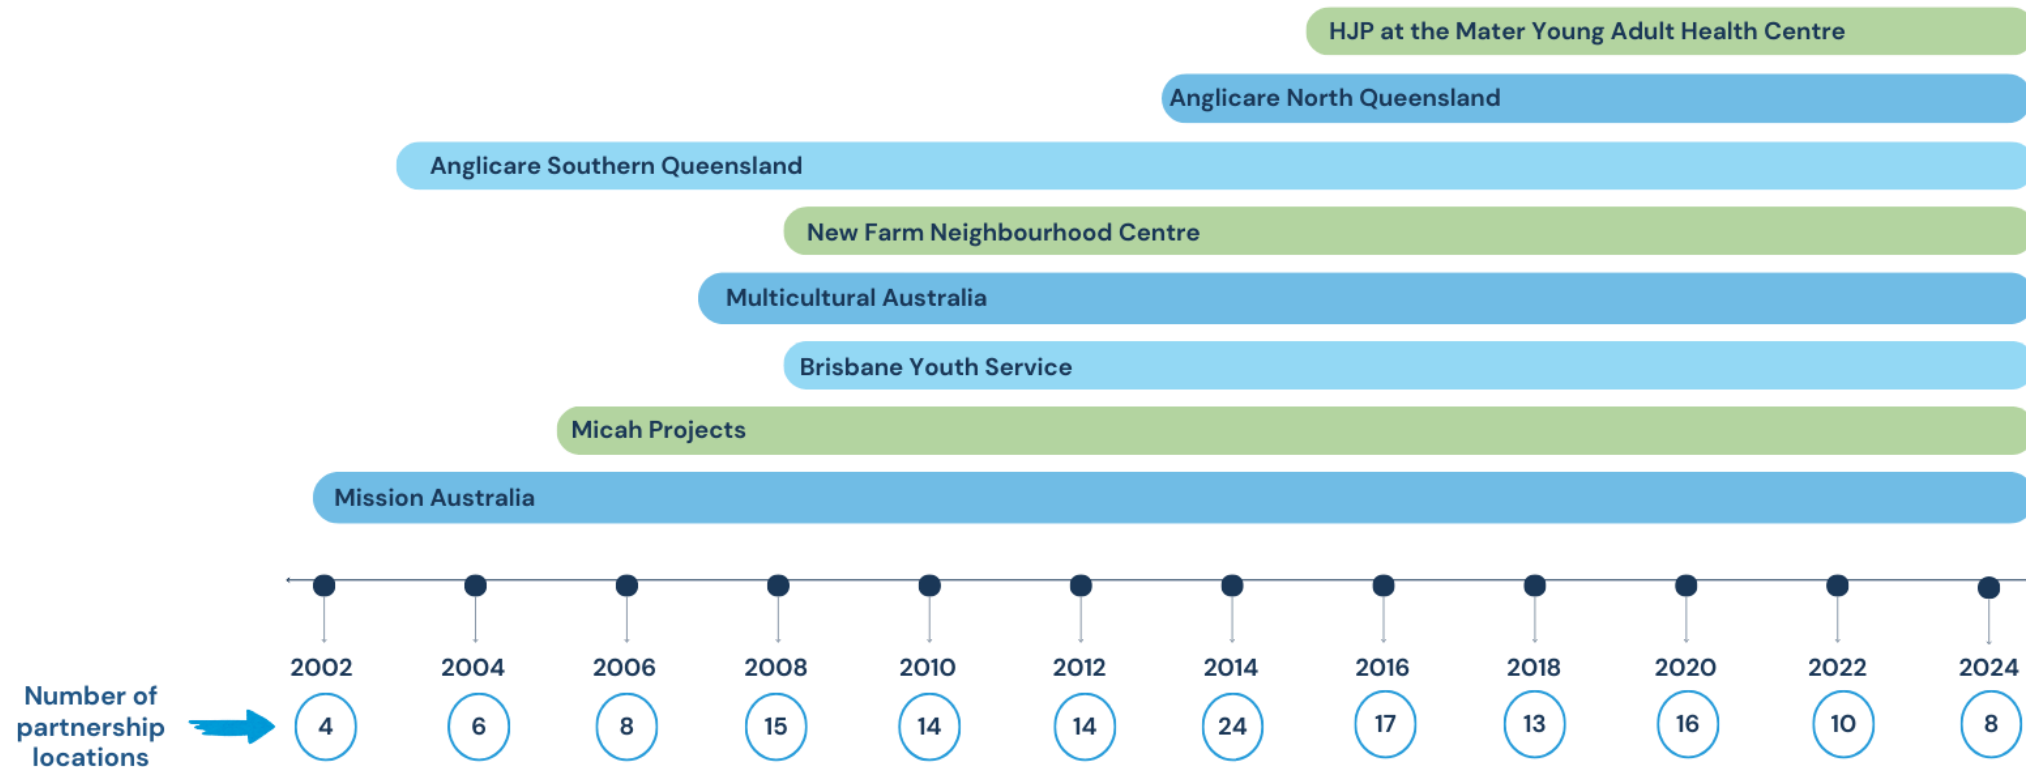 HJP at the Mater Young Adult Health Centre
Anglicare North Queensland
Anglicare Southern Queensland
New Farm Neighbourhood Centre
Multicultural Australia
Brisbane Youth Service
Micah Projects
Mission Australia
2002 2004 2006 2008 2010 2012 2014 2016 2018 2020 2022 2024
Number of
partnership
locations
4 6 8 15 14 14 24 17 13 16 10 8